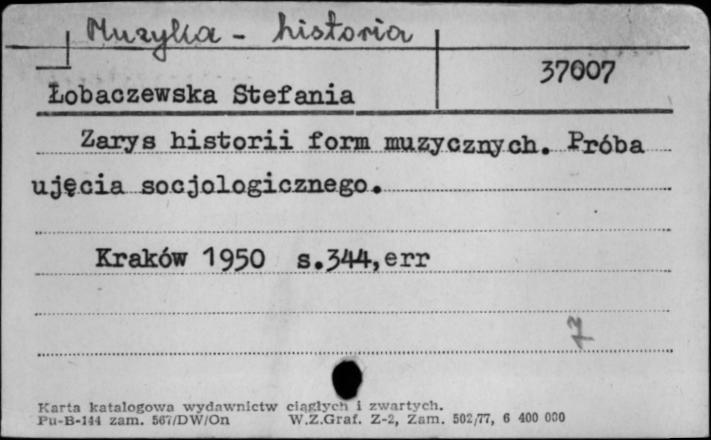 Muzyka - historia
37007
Łobaczewska Stefania
Zarys historii form muzycznych. Próba
ujęcia socjologicznego.
Kraków 1950 s.344,err
Karta katalogowa wydawnictw ciągłych i zwartych.
Pu-B-144 zam. 567/DW/On W.Z.Graf. Z-2, Zam. 502/77, 6 400 000